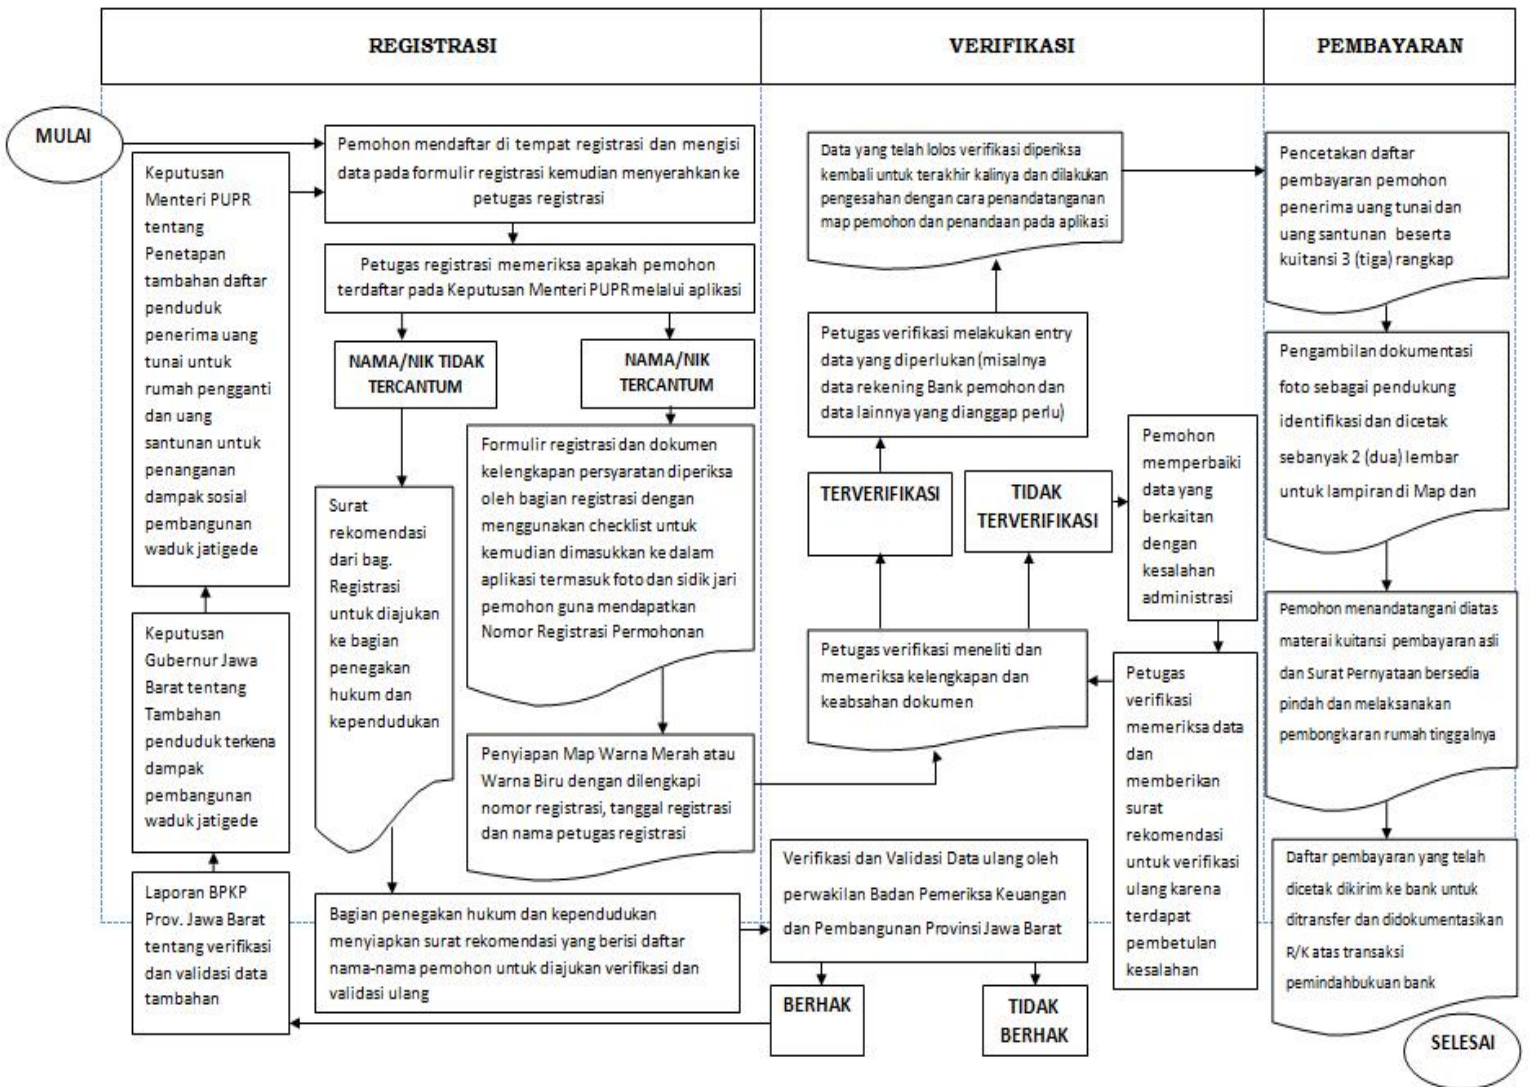 REGISTRASI
VERIFIKASI
PEMBAYARAN
MULAI
Pemohon mendaftar di tempat registrasi dan mengisi
data pada formulir registrasi kemudian menyerahkan ke
petugas registrasi
Keputusan
Menteri PUPR
tentang
Penetapan
tambahan daftar
penduduk
penerima uang
tunai untuk
rumah pengganti
dan uang
santunan untuk
penanganan
dampak sosial
pembangunan
waduk jatigede
Petugas registrasi memeriksa apakah pemohon
terdaftar pada Keputusan Menteri PUPR melalui aplikasi
NAMA/NIK TIDAK
TERCANTUM
NAMA/NIK
TERCANTUM
Surat
rekomendasi
dari bag.
Registrasi
untuk diajukan
ke bagian
penegakan
hukum dan
kependudukan
Formulir registrasi dan dokumen
kelengkapan persyaratan diperiksa
oleh bagian registrasi dengan
menggunakan checklist untuk
kemudian dimasukkan ke dalam
aplikasi termasuk foto dan sidik jari
pemohon guna mendapatkan
Nomor Registrasi Permohonan
Keputusan
Gubernur Jawa
Barat tentang
Tambahan
penduduk terkena
dampak
pembangunan
waduk jatigede
Penyiapan Map Warna Merah atau
Warna Biru dengan dilengkapi
nomor registrasi, tanggal registrasi
dan nama petugas registrasi
Laporan BPKP
Prov. Jawa Barat
tentang verifikasi
dan validasi data
tambahan
Bagian penegakan hukum dan kependudukan
menyiapkan surat rekomendasi yang berisi daftar
nama-nama pemohon untuk diajukan verifikasi dan
validasi ulang
Data yang telah lolos verifikasi diperiksa
kembali untuk terakhir kalinya dan dilakukan
pengesahan dengan cara penandatanganan
map pemohon dan penandaan pada aplikasi
Petugas verifikasi melakukan entry
data yang diperlukan (misalnya
data rekening Bank pemohon dan
data lainnya yang dianggap perlu)
TERVERIFIKASI
TIDAK
TERVERIFIKASI
Pemohon
memperbaiki
data yang
berkaitan
dengan
kesalahan
administrasi
Petugas verifikasi meneliti dan
memeriksa kelengkapan dan
keabsahan dokumen
Petugas
verifikasi
memeriksa data
dan
memberikan
surat
rekomendasi
untuk verifikasi
ulang karena
terdapat
pembetulan
kesalahan
Verifikasi dan Validasi Data ulang oleh
perwakilan Badan Pemeriksa Keuangan
dan Pembangunan Provinsi Jawa Barat
BERHAK
TIDAK
BERHAK
Pencetakan daftar
pembayaran pemohon
penerima uang tunai dan
uang santunan beserta
kuitansi 3 (tiga) rangkap
Pengambilan dokumentasi
foto sebagai pendukung
identifikasi dan dicetak
sebanyak 2 (dua) lembar
untuk lampiran di Map dan
Pemohon menandatangani diatas
materai kuitansi pembayaran asli
dan Surat Pernyataan bersedia
pindah dan melaksanakan
pembongkaran rumah tinggalnya
Daftar pembayaran yang telah
dicetak dikirim ke bank untuk
ditransfer dan didokumentasikan
R/K atas transaksi
pemindahbukuan bank
SELESAI